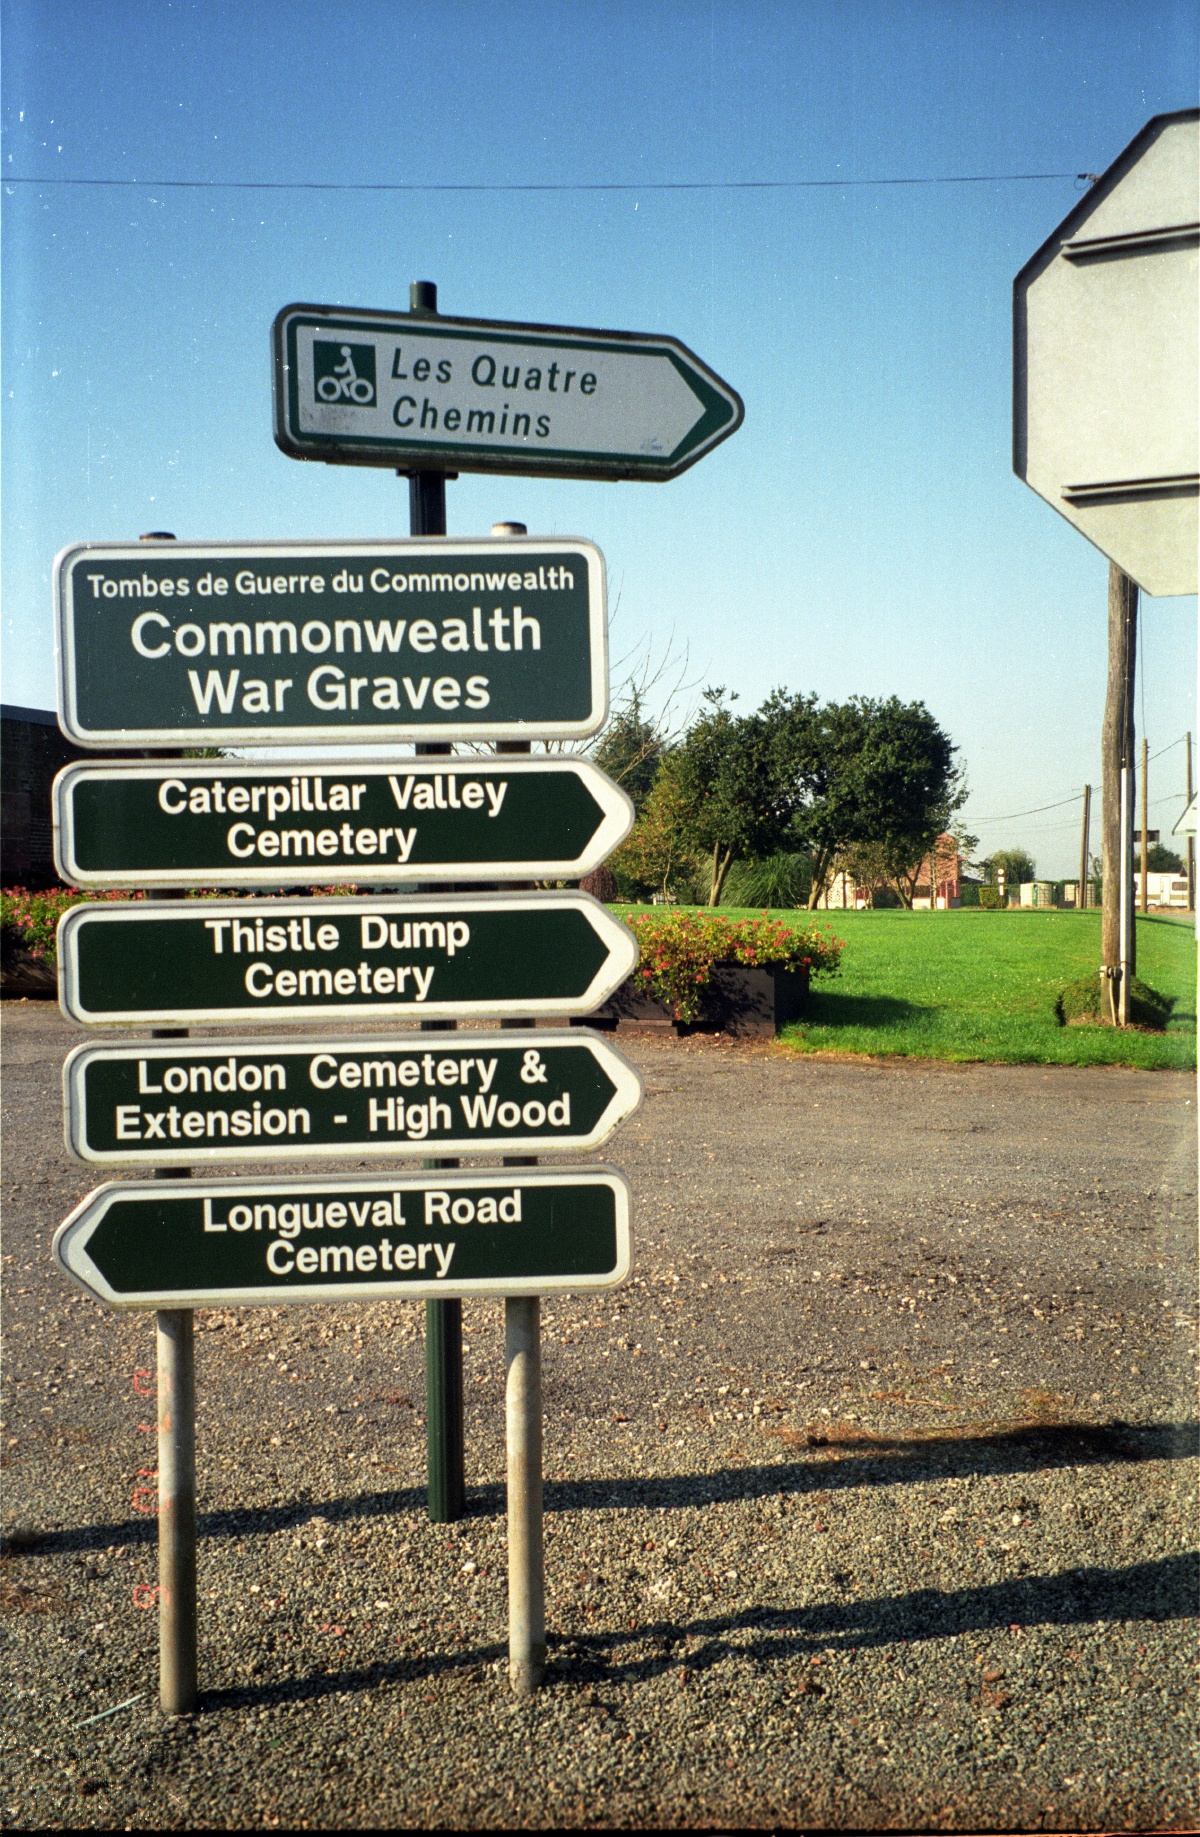 Les Quatre
Chemins
Tombes de Guerre du Commonwealth
Commonwealth
War Graves
Caterpillar Valley
Cemetery
Thistle Dump
Cemetery
London Cemetery &
Extension - High Wood
Longueval Road
Cemetery